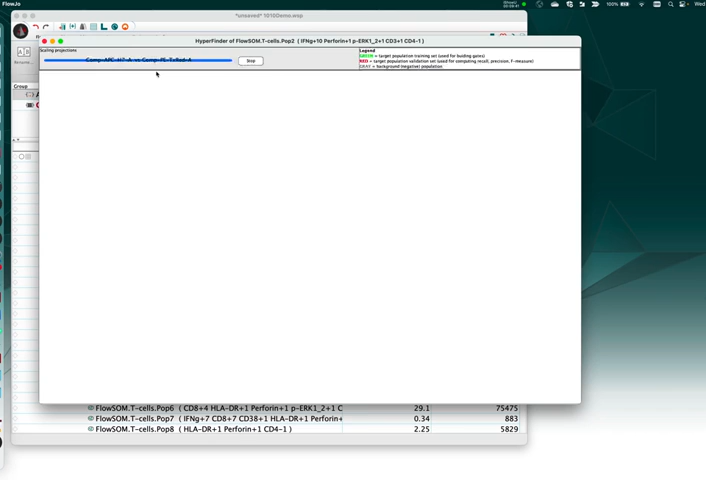 FlowJo
100%
Wed
*unsaved* 1010Demo.wsp
HyperFinder of FlowSOM.T-cells.Pop2 ( IFNg+10 Perforin+1 p-ERK1_2+1 CD3+1 CD4-1 )
Scaling projections
Comp-APC-H7-A vs Comp-PE-TxRed-A
Stop
Legend
GREEN = target population training set (used for building gates)
RED = target population validation set (used for computing recall, precision, F-measure)
GRAY = background (negative) population
Rename...
Group
FlowSOM.T-cells.Pop6 ( CD8+4 HLA-DR+1 Perforin+1 p-ERK1_2+1 C 29.1 75475
FlowSOM.T-cells.Pop7 ( IFNg+7 CD8+7 CD38+1 HLA-DR+1 Perforin+ 0.34 883
FlowSOM.T-cells.Pop8 ( HLA-DR+1 Perforin+1 CD4-1 ) 2.25 5829